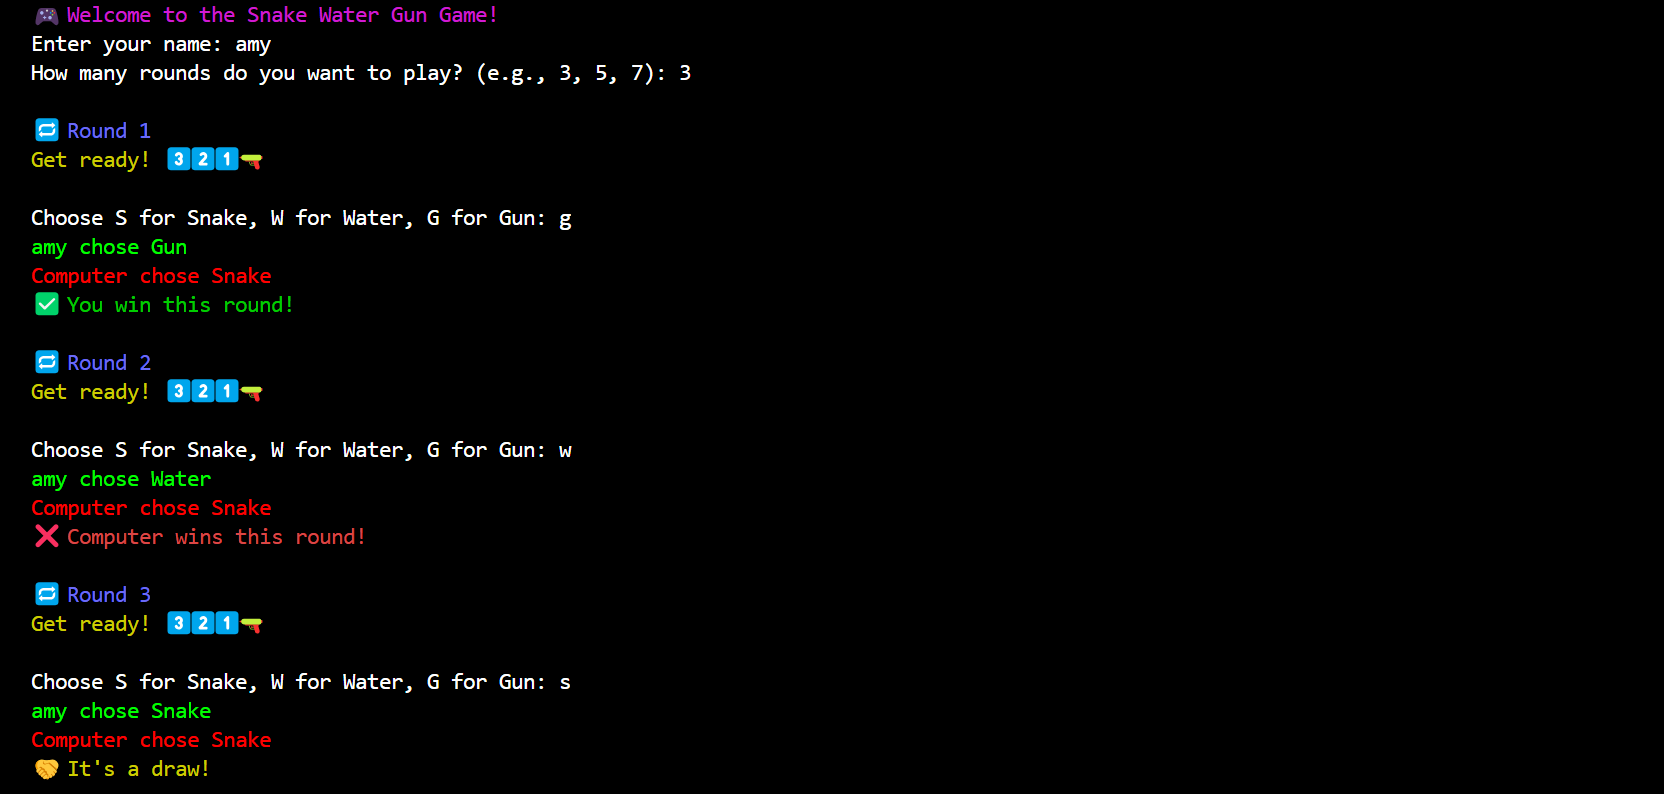 🎮 Welcome to the Snake Water Gun Game!
Enter your name: amy
How many rounds do you want to play? (e.g., 3, 5, 7): 3
🔁 Round 1
Get ready! 3️⃣2️⃣1️⃣🔫
Choose S for Snake, W for Water, G for Gun: g
amy chose Gun
Computer chose Snake
✅ You win this round!
🔁 Round 2
Get ready! 3️⃣2️⃣1️⃣🔫
Choose S for Snake, W for Water, G for Gun: w
amy chose Water
Computer chose Snake
❌ Computer wins this round!
🔁 Round 3
Get ready! 3️⃣2️⃣1️⃣🔫
Choose S for Snake, W for Water, G for Gun: s
amy chose Snake
Computer chose Snake
🤝 It's a draw!